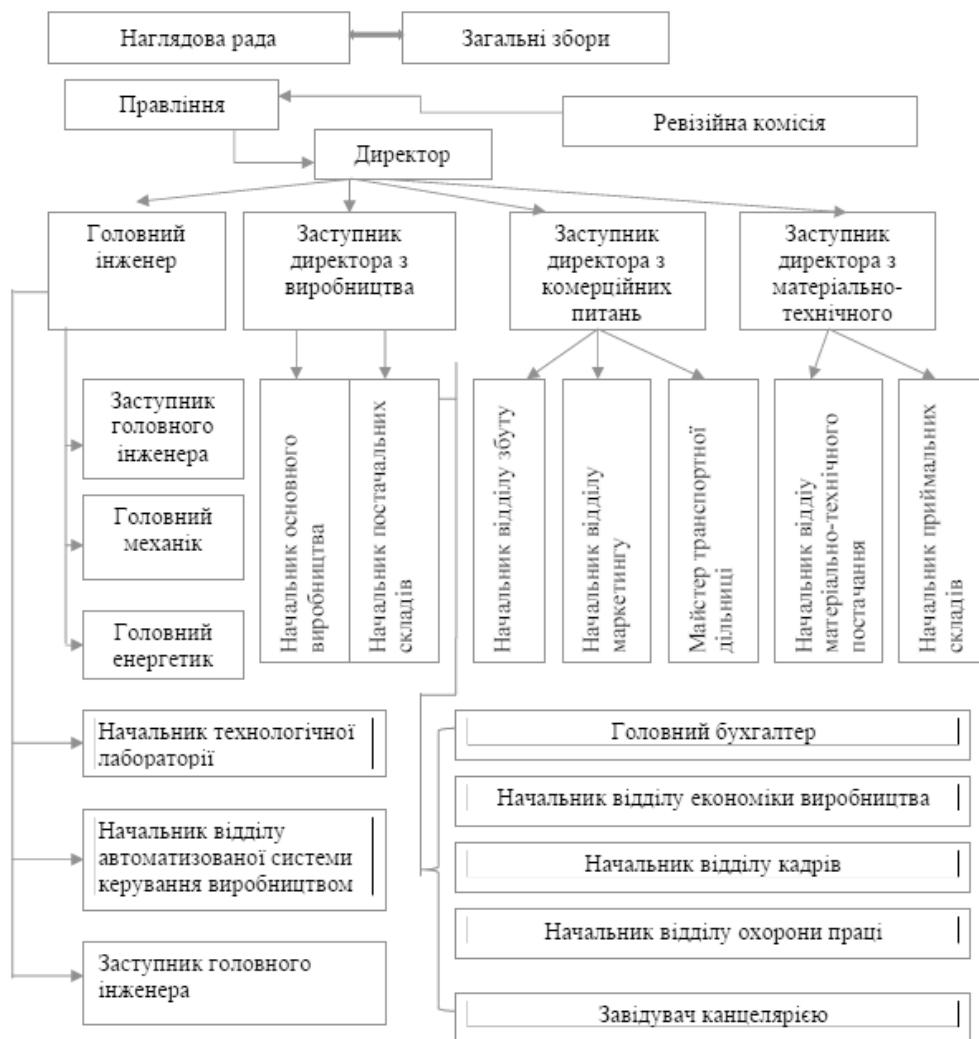 Наглядова рада
Загальні збори
Правління
Ревізійна комісія
Директор
Головний
інженер
Заступник
директора з
виробництва
Заступник
директора з
комерційних
питань
Заступник
директора з
матеріально-
технічного
Заступник
головного
інженера
Головний
механік
Головний
енергетик
Начальник основного
виробництва
Начальник постачальних
складів
Начальник відділу збуту
Начальник відділу
маркетингу
Майстер транспортної
дільниці
Начальник віддіу
матеріально-технічного
постачання
Начальник приймальних
складів
Начальник технологічної
лабораторії
Начальник відділу
автоматизованої системи
керування виробництвом
Заступник головного
інженера
Головний бухгалтер
Начальник відділу економіки виробництва
Начальник відділу кадрів
Начальник відділу охорони праці
Завідувач канцелярією